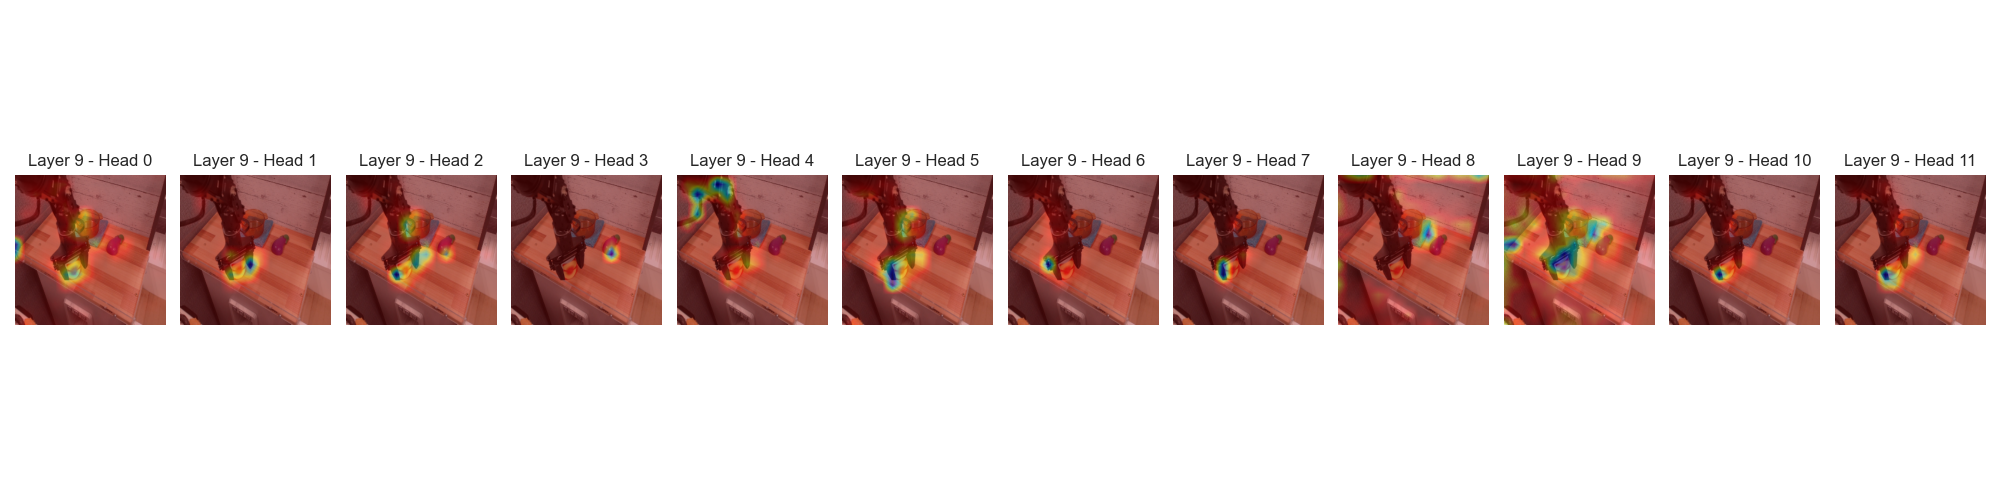 Layer 9 - Head 0
Layer 9 - Head 1
Layer 9 - Head 2
Layer 9 - Head 3
Layer 9 - Head 4
Layer 9 - Head 5
Layer 9 - Head 6
Layer 9 - Head 7
Layer 9 - Head 8
Layer 9 - Head 9
Layer 9 - Head 10
Layer 9 - Head 11